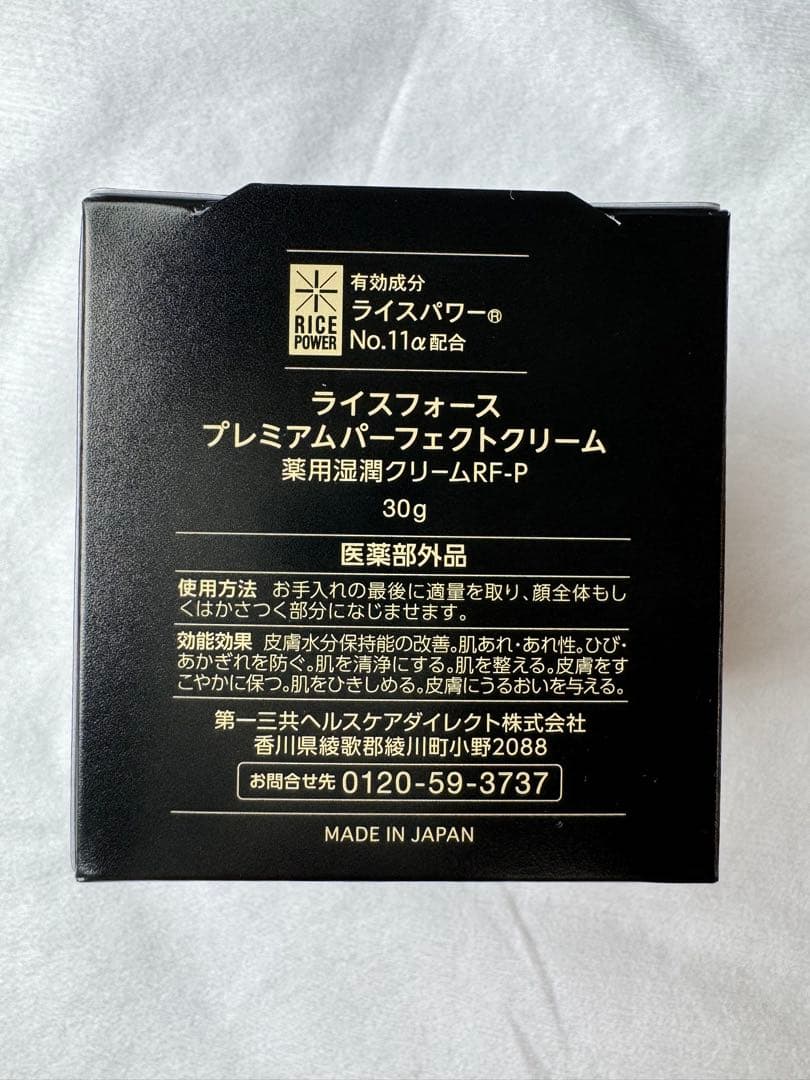 RICE
POWER
有効成分
ライスパワー®
No.11α配合
ライスフォース
プレミアムパーフェクトクリーム
薬用湿潤クリームRF-P
30g
医薬部外品
使用方法 お手入れの最後に適量を取り、顔全体もし
くはかさつく部分になじませます。
効能効果 皮膚水分保持能の改善。肌あれ・あれ性。ひび・
あかぎれを防ぐ。肌を清浄にする。肌を整える。皮膚をす
こやかに保つ。肌をひきしめる。皮膚にうるおいを与える。
第一三共ヘルスケアダイレクト株式会社
香川県綾歌郡綾川町小野2088
お問合せ先 0120-59-3737
MADE IN JAPAN